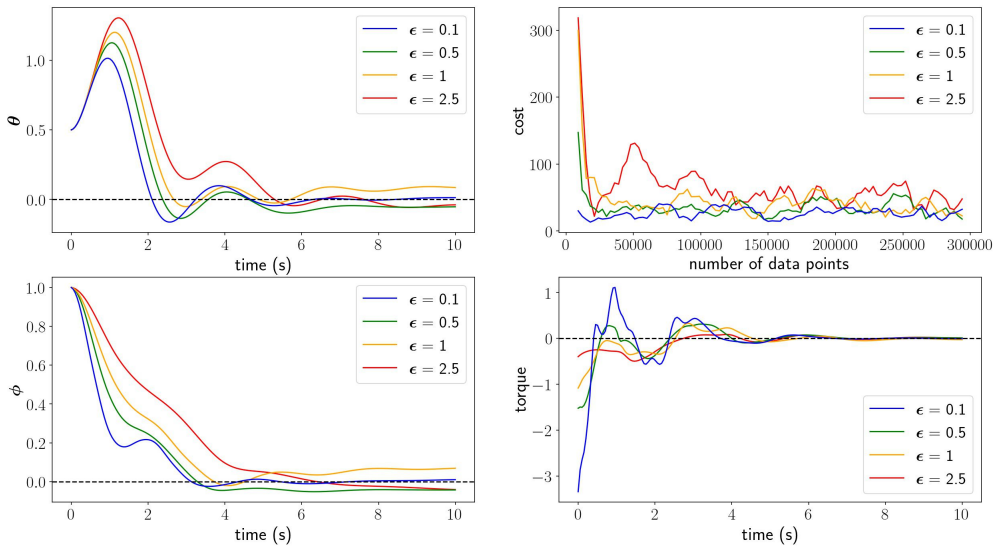 θ
1.0
0.5
0.0
0 2 4 6 8 10
time (s)
ϵ = 0.1
ϵ = 0.5
ϵ = 1
ϵ = 2.5
cost
300
200
100
0
0 50000 100000 150000 200000 250000 300000
number of data points
ϵ = 0.1
ϵ = 0.5
ϵ = 1
ϵ = 2.5
ϕ
1.0
0.8
0.6
0.4
0.2
0.0
0 2 4 6 8 10
time (s)
ϵ = 0.1
ϵ = 0.5
ϵ = 1
ϵ = 2.5
torque
1
0
−1
−2
−3
0 2 4 6 8 10
time (s)
ϵ = 0.1
ϵ = 0.5
ϵ = 1
ϵ = 2.5